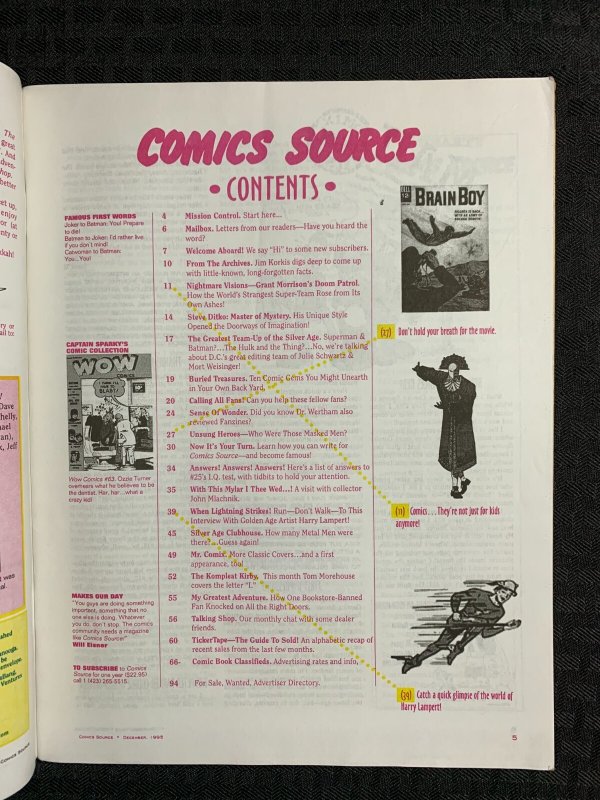 COMICS SOURCE
• CONTENTS •
FAMOUS FIRST WORDS
Joker to Batman: You! Prepare
to die!
Batman to Joker: I'd rather live
if you don't mind!
Catwoman to Batman:
You...You!
CAPTAIN SPARKY'S
COMIC COLLECTION
WOW
COMICS
Wow Comics #63. Ozzie Turner
overhears what he believes to be
the dentist. Har, har...what a
crazy kid!
MAKES OUR DAY
"You guys are doing something
important, something that no
one else is doing. Whatever
you do, don't stop. The comics
community needs a magazine
like Comics Source!"
Will Eisner
TO SUBSCRIBE to Comics
Source for one year ($22.95)
call 1 (423) 265-5515.
4 Mission Control. Start here...
6 Mailbox. Letters from our readers—Have you heard the
word?
7 Welcome Aboard! We say "Hi" to some new subscribers.
10 From The Archives. Jim Korkis digs deep to come up
with little-known, long-forgotten facts.
11 Nightmare Visions—Grant Morrison's Doom Patrol.
How the World's Strangest Super-Team Rose from Its
Own Ashes!
14 Steve Ditko: Master of Mystery. His Unique Style
Opened the Doorways of Imagination!
17 The Greatest Team-Up of the Silver Age. Superman &
Batman?...The Hulk and the Thing?...No, we're talking
about D.C.'s great editing team of Julie Schwartz &
Mort Weisinger!
19 Buried Treasures. Ten Comic Gems You Might Unearth
in Your Own Back Yard.
20 Calling All Fans! Can you help these fellow fans?
24 Sense Of Wonder. Did you know Dr. Wertham also
reviewed Fanzines?
27 Unsung Heroes—Who Were Those Masked Men?
30 Now It's Your Turn. Learn how you can write for
Comics Source—and become famous!
34 Answers! Answers! Answers! Here's a list of answers to
#25's I.Q. test, with tidbits to hold your attention.
35 With This Mylar I Thee Wed...! A visit with collector
John Mlachnik.
39 When Lightning Strikes! Run—Don't Walk—To This
Interview With Golden Age Artist Harry Lampert!
45 Silver Age Clubhouse. How many Metal Men were
there?...Guess again!
49 Mr. Comix. More Classic Covers...and a first
appearance, too!
52 The Kompleat Kirby. This month Tom Morehouse
covers the letter "I."
55 My Greatest Adventure. How One Bookstore-Banned
Fan Knocked on All the Right Doors.
56 Talking Shop. Our monthly chat with some dealer
friends.
60 TickerTape—The Guide To Sold! An alphabetic recap of
recent sales from the last few months.
66- Comic Book Classifieds. Advertising rates and info,
94 For Sale, Wanted, Advertiser Directory.
DELL
12¢
BRAIN BOY
(27) Don't hold your breath for the movie.
(11) Comics...They're not just for kids
anymore!
(39) Catch a quick glimpse of the world of
Harry Lampert!
COMICS SOURCE • DECEMBER, 1995
5